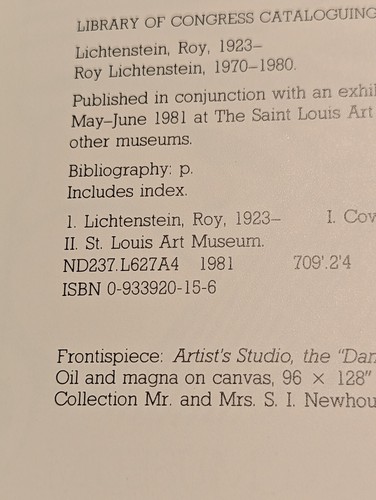 LIBRARY OF CONGRESS CATALOGUING
Lichtenstein, Roy, 1923–
Roy Lichtenstein, 1970–1980.
Published in conjunction with an exhi
May–June 1981 at The Saint Louis Art
other museums.
Bibliography: p.
Includes index.
1. Lichtenstein, Roy, 1923– I. Cow
II. St. Louis Art Museum.
ND237.L627A4 1981 709'.2'4
ISBN 0-933920-15-6
Frontispiece: Artist's Studio, the "Dan
Oil and magna on canvas, 96 × 128"
Collection Mr. and Mrs. S. I. Newhou